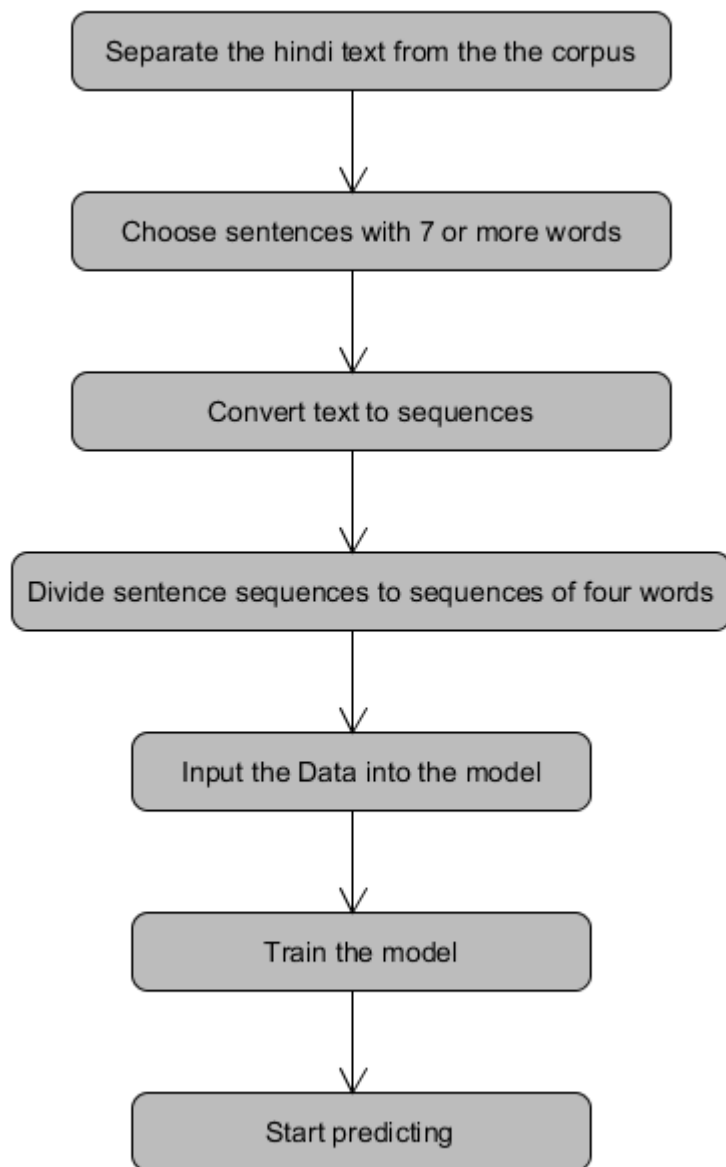 Separate the hindi text from the the corpus
Choose sentences with 7 or more words
Convert text to sequences
Divide sentence sequences to sequences of four words
Input the Data into the model
Train the model
Start predicting